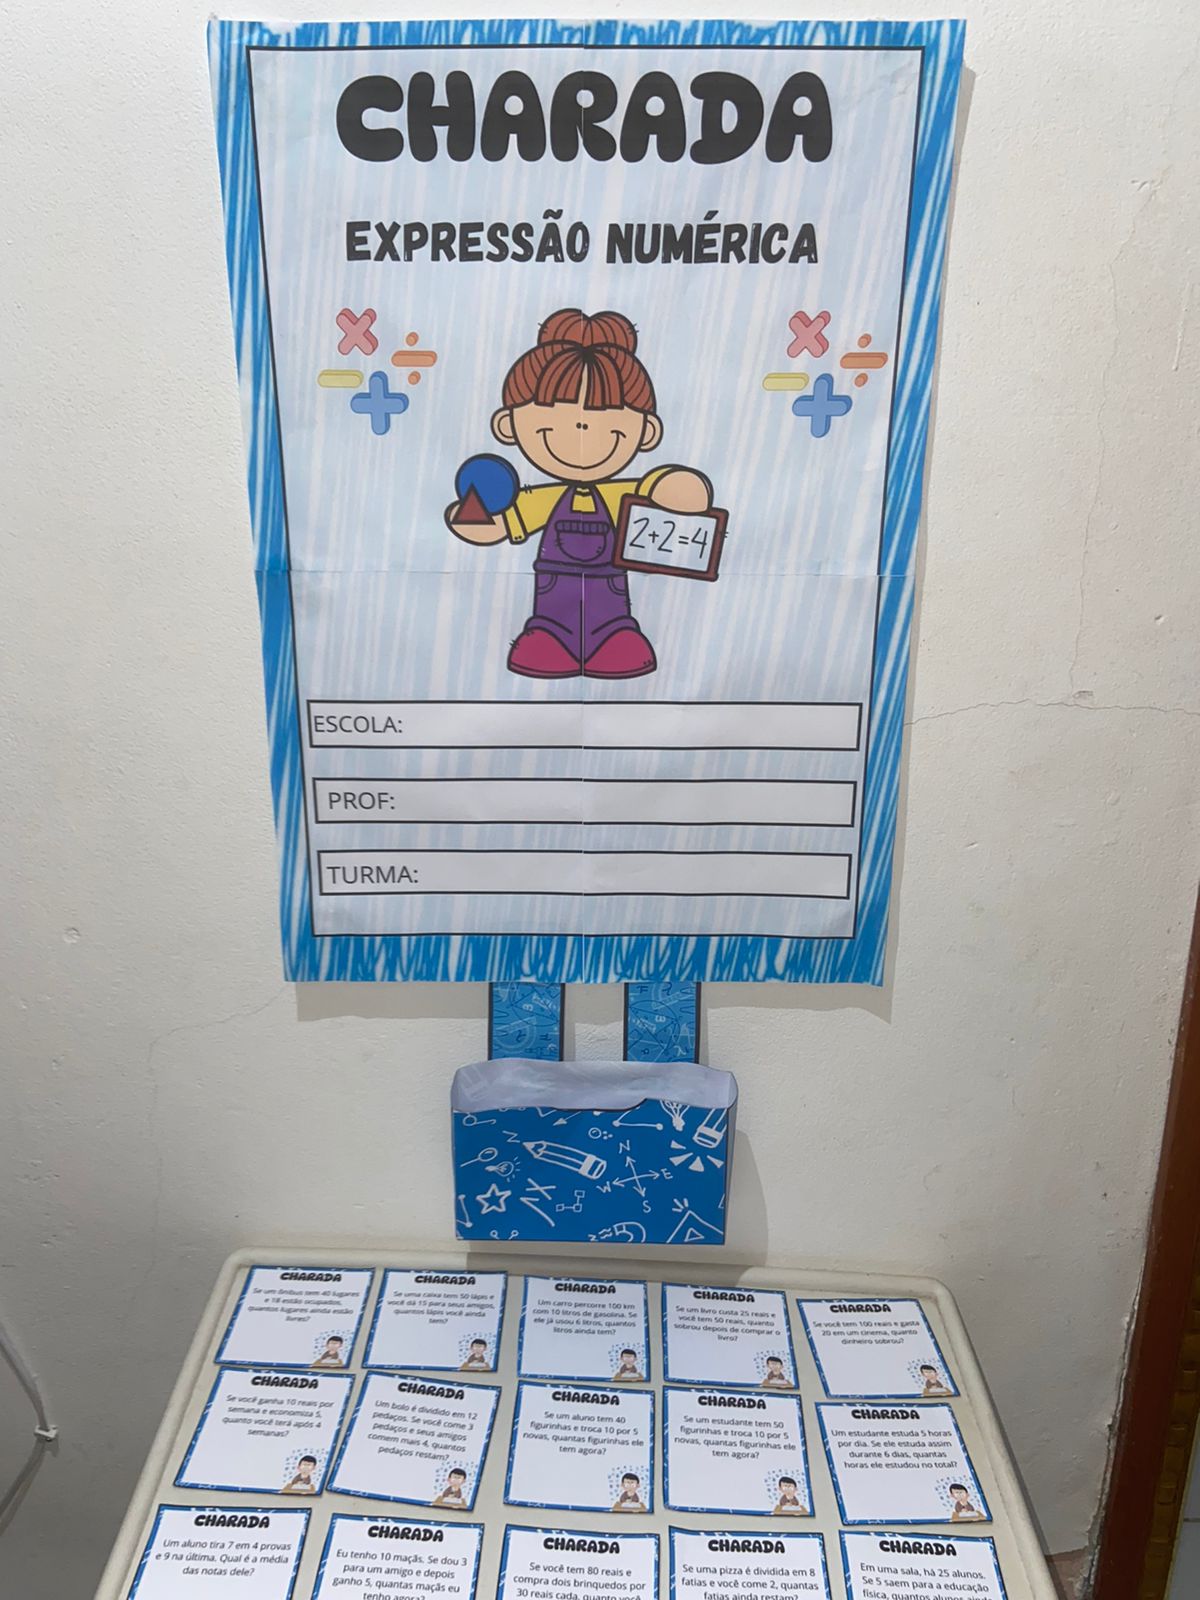 CHARADA
EXPRESSÃO NUMÉRICA
2+2=4
ESCOLA:
PROF:
TURMA:
N
W
E
S
CHARADA
Se um ônibus tem 40 lugares
e 18 estão ocupados,
quantos lugares ainda estão
livres?
CHARADA
Se uma caixa tem 50 lápis e
você dá 15 para seus amigos,
quantos lápis você ainda
tem?
CHARADA
Um carro percorre 100 km
com 10 litros de gasolina. Se
ele já usou 6 litros, quantos
litros ainda tem?
CHARADA
Se um livro custa 25 reais e
você tem 50 reais, quanto
sobrou depois de comprar o
livro?
CHARADA
Se você tem 100 reais e gasta
20 em um cinema, quanto
dinheiro sobrou?
CHARADA
Se você ganha 10 reais por
semana e economiza 5,
quanto você terá após 4
semanas?
CHARADA
Um bolo é dividido em 12
pedaços. Se você come 3
pedaços e seus amigos
comem mais 4, quantos
pedaços restam?
CHARADA
Se um aluno tem 40
figurinhas e troca 10 por 5
novas, quantas figurinhas ele
tem agora?
CHARADA
Se um estudante tem 50
figurinhas e troca 10 por 5
novas, quantas figurinhas ele
tem agora?
CHARADA
Um estudante estuda 5 horas
por dia. Se ele estuda assim
durante 6 dias, quantas
horas ele estudou no total?
CHARADA
Um aluno tira 7 em 4 provas
e 9 na última. Qual é a média
das notas dele?
CHARADA
Eu tenho 10 maçãs. Se dou 3
para um amigo e depois
ganho 5, quantas maçãs eu
tenho agora?
CHARADA
Se você tem 80 reais e
compra dois brinquedos por
30 reais cada, quanto você
CHARADA
Se uma pizza é dividida em 8
fatias e você come 2, quantas
fatias ainda restam?
CHARADA
Em uma sala, há 25 alunos.
Se 5 saem para a educação
física, quantos alunos ainda